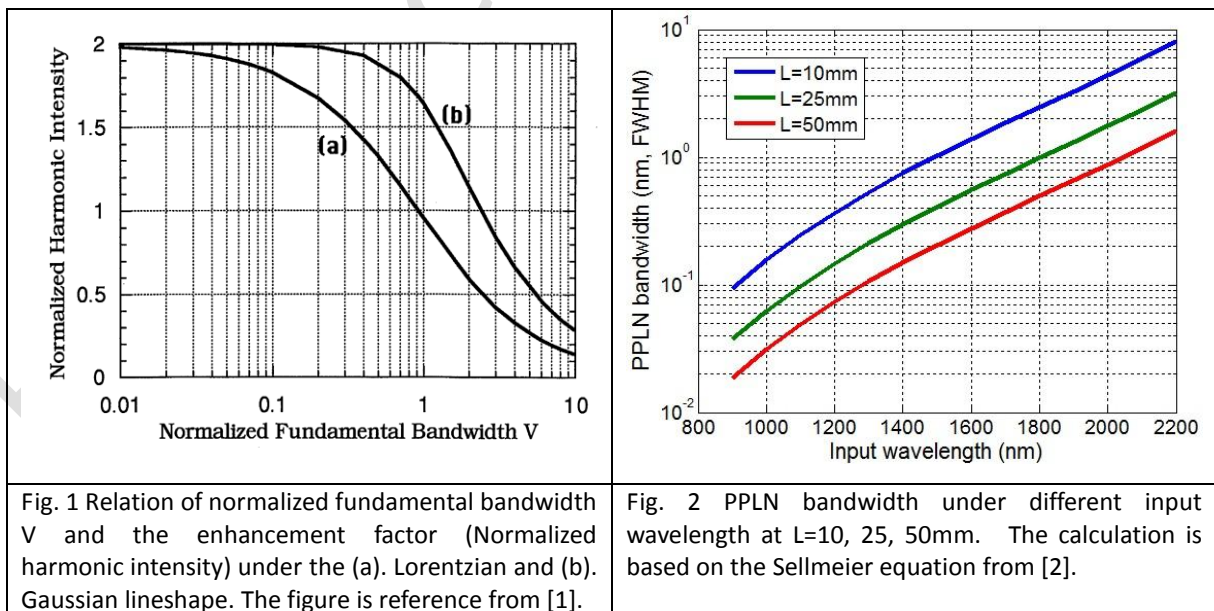 2
1.5
1
0.5
0
Normalized Harmonic Intensity
(a)
(b)
0.01 0.1 1 10
Normalized Fundamental Bandwidth V
10¹
10⁰
10⁻¹
10⁻²
PPLN bandwidth (nm, FWHM)
L=10mm
L=25mm
L=50mm
800 1000 1200 1400 1600 1800 2000 2200
Input wavelength (nm)
Fig. 1 Relation of normalized fundamental bandwidth
V and the enhancement factor (Normalized
harmonic intensity) under the (a). Lorentzian and (b).
Gaussian lineshape. The figure is reference from [1].
Fig. 2 PPLN bandwidth under different input
wavelength at L=10, 25, 50mm. The calculation is
based on the Sellmeier equation from [2].